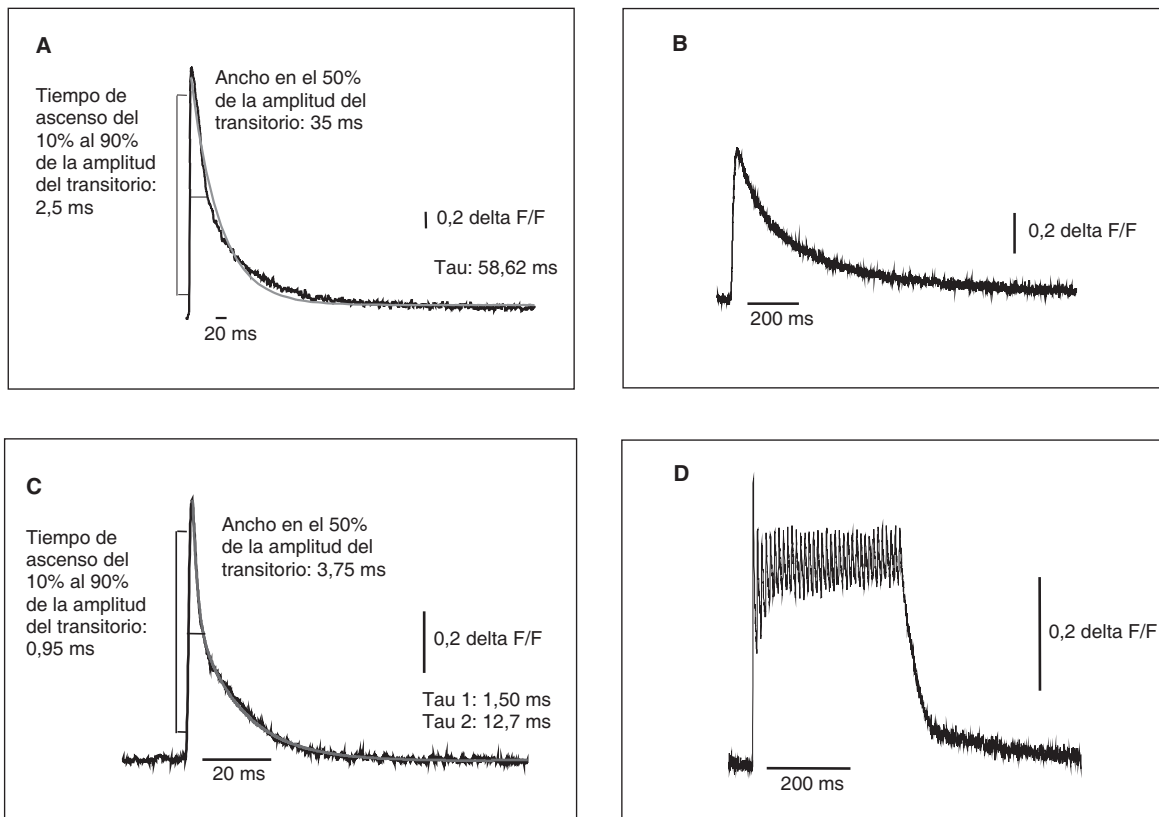 A
Ancho en el 50%
de la amplitud del
transitorio: 35 ms
Tiempo de
ascenso del
10% al 90%
de la amplitud
del transitorio:
2,5 ms
0,2 delta F/F
Tau: 58,62 ms
20 ms
B
0,2 delta F/F
200 ms
C
Ancho en el 50%
de la amplitud del
transitorio: 3,75 ms
Tiempo de
ascenso del
10% al 90%
de la amplitud
del transitorio:
0,95 ms
0,2 delta F/F
Tau 1: 1,50 ms
Tau 2: 12,7 ms
20 ms
D
0,2 delta F/F
200 ms